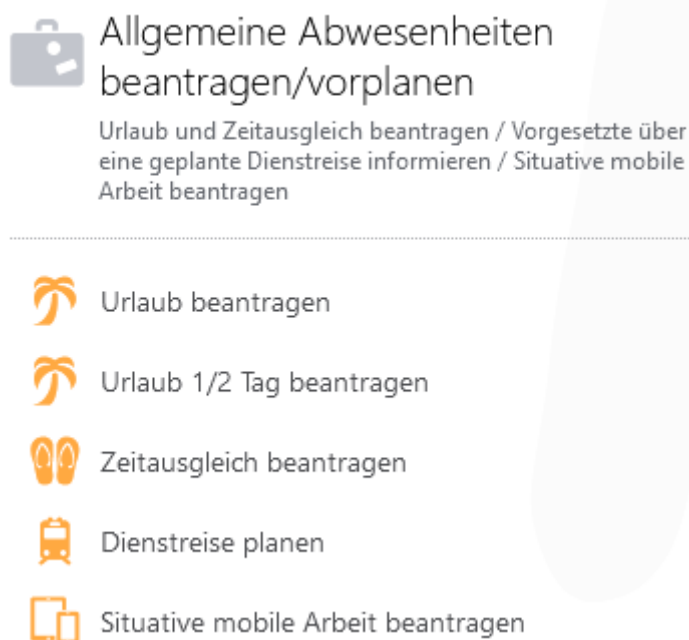 Allgemeine Abwesenheiten
beantragen/vorplanen
Urlaub und Zeitausgleich beantragen / Vorgesetzte über
eine geplante Dienstreise informieren / Situative mobile
Arbeit beantragen
Urlaub beantragen
Urlaub 1/2 Tag beantragen
Zeitausgleich beantragen
Dienstreise planen
Situative mobile Arbeit beantragen